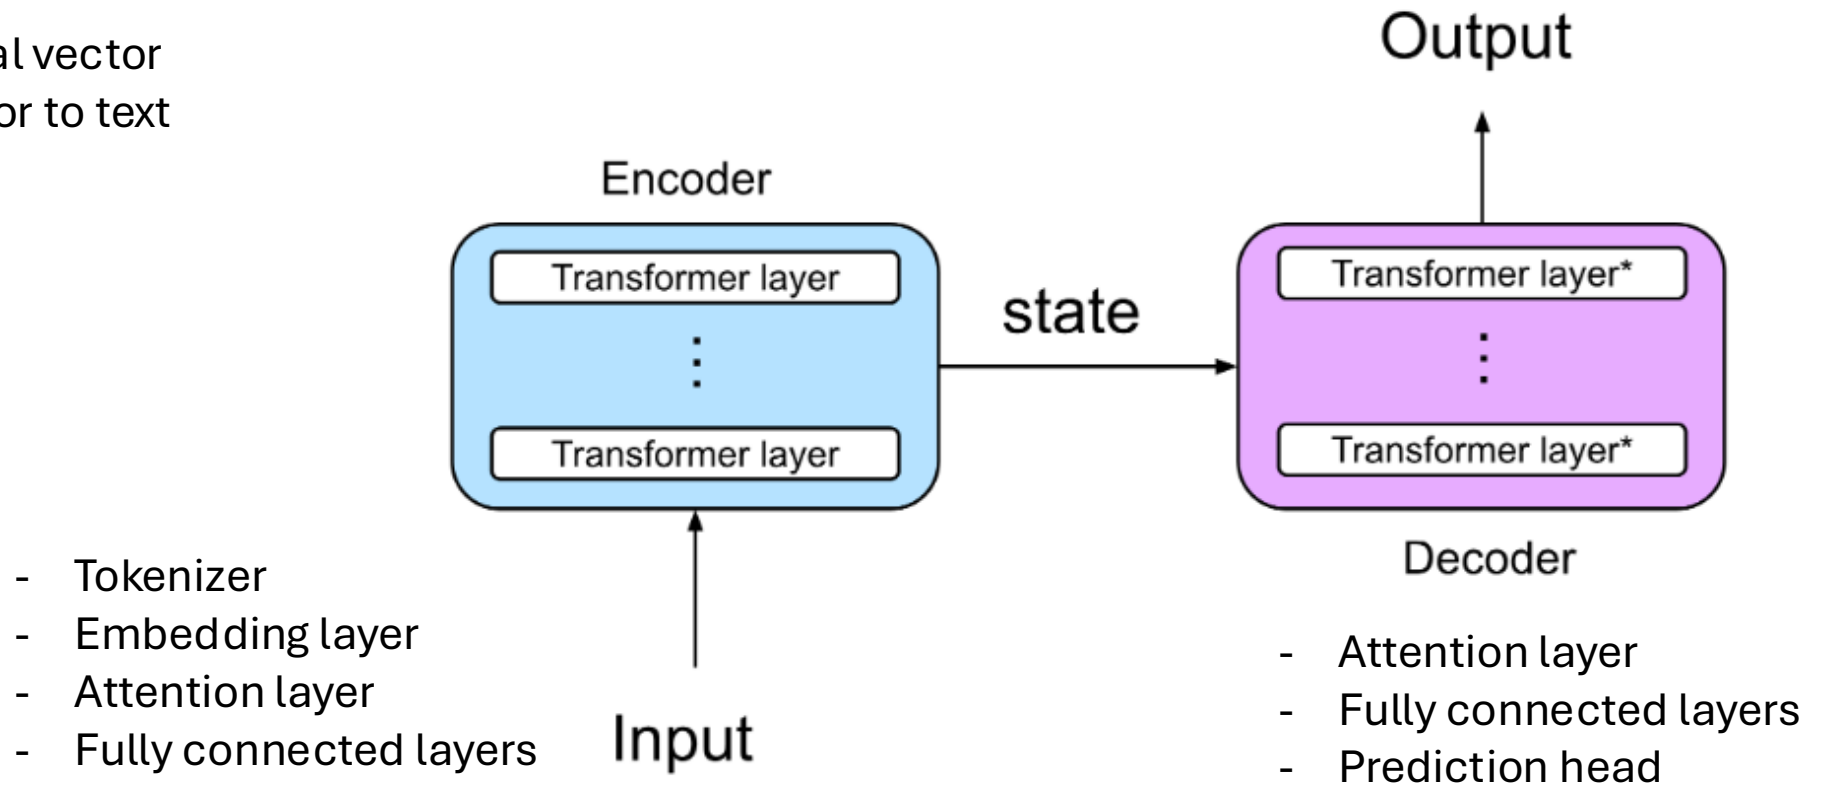 al vector
or to text
Output
Encoder
Transformer layer
Transformer layer
state
Transformer layer*
Transformer layer*
Decoder
- Tokenizer
- Embedding layer
- Attention layer
- Fully connected layers
Input
- Attention layer
- Fully connected layers
- Prediction head